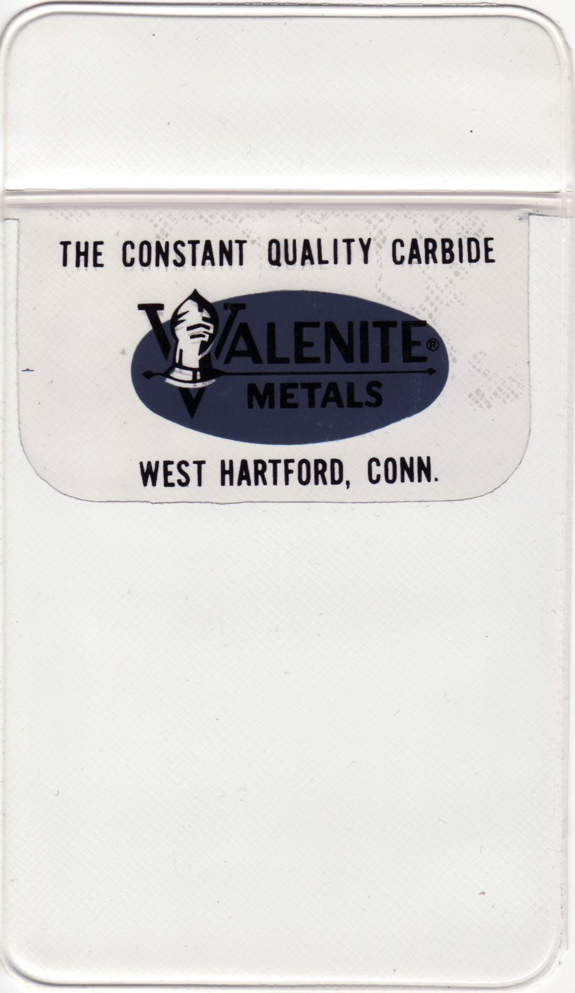 THE CONSTANT QUALITY CARBIDE
VALENITE®
METALS
WEST HARTFORD, CONN.